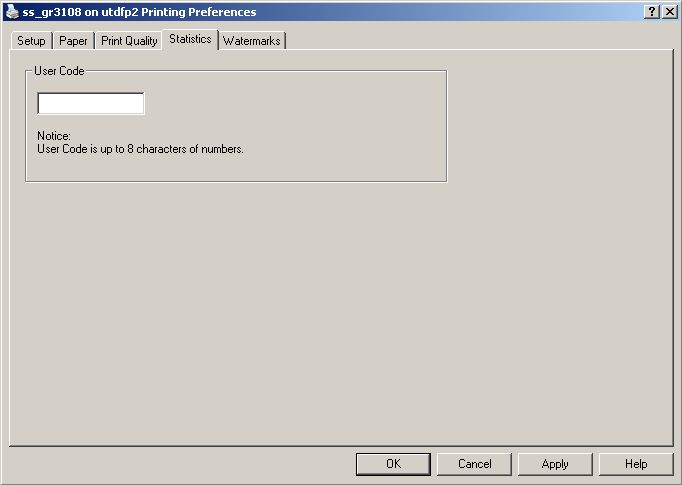 ss_gr3108 on utdfp2 Printing Preferences
Setup Paper Print Quality Statistics Watermarks
User Code
Notice:
User Code is up to 8 characters of numbers.
OK Cancel Apply Help